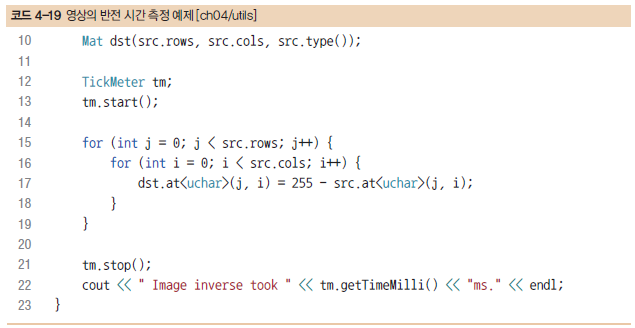 코드 4-19 영상의 반전 시간 측정 예제 [ch04/utils]
10 Mat dst(src.rows, src.cols, src.type());
11
12 TickMeter tm;
13 tm.start();
14
15 for (int j = 0; j < src.rows; j++) {
16 for (int i = 0; i < src.cols; i++) {
17 dst.at<uchar>(j, i) = 255 - src.at<uchar>(j, i);
18 }
19 }
20
21 tm.stop();
22 cout << " Image inverse took " << tm.getTimeMilli() << "ms." << endl;
23 }